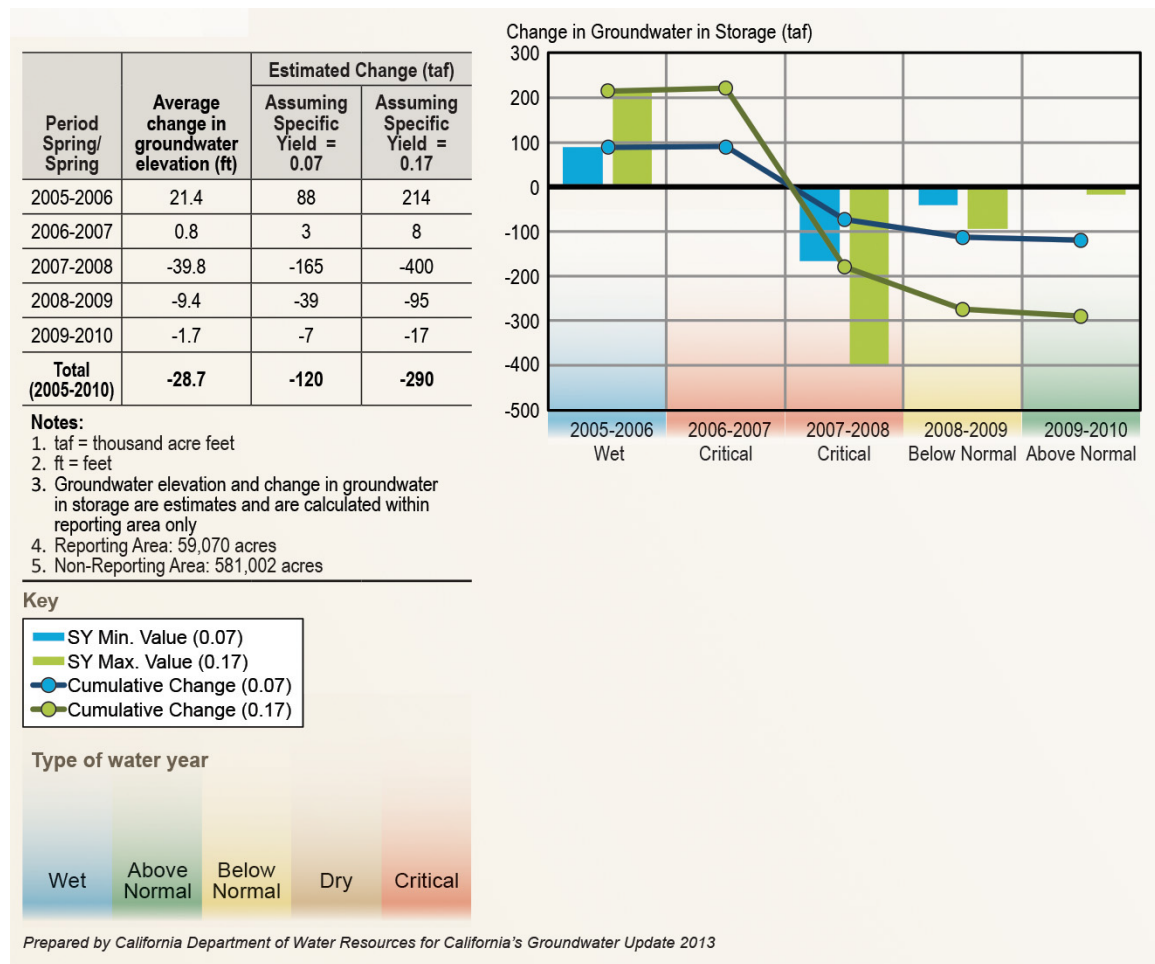 Period
Spring/
Spring
Average
change in
groundwater
elevation (ft)
Estimated Change (taf)
Assuming
Specific
Yield =
0.07
Assuming
Specific
Yield =
0.17
2005-2006 21.4 88 214
2006-2007 0.8 3 8
2007-2008 -39.8 -165 -400
2008-2009 -9.4 -39 -95
2009-2010 -1.7 -7 -17
Total
(2005-2010) -28.7 -120 -290
Notes:
1. taf = thousand acre feet
2. ft = feet
3. Groundwater elevation and change in groundwater
in storage are estimates and are calculated within
reporting area only
4. Reporting Area: 59,070 acres
5. Non-Reporting Area: 581,002 acres
Key
SY Min. Value (0.07)
SY Max. Value (0.17)
Cumulative Change (0.07)
Cumulative Change (0.17)
Type of water year
Wet
Above
Normal
Below
Normal
Dry
Critical
Change in Groundwater in Storage (taf)
300
200
100
0
-100
-200
-300
-400
-500
2005-2006 2006-2007 2007-2008 2008-2009 2009-2010
Wet Critical Critical Below Normal Above Normal
Prepared by California Department of Water Resources for California's Groundwater Update 2013